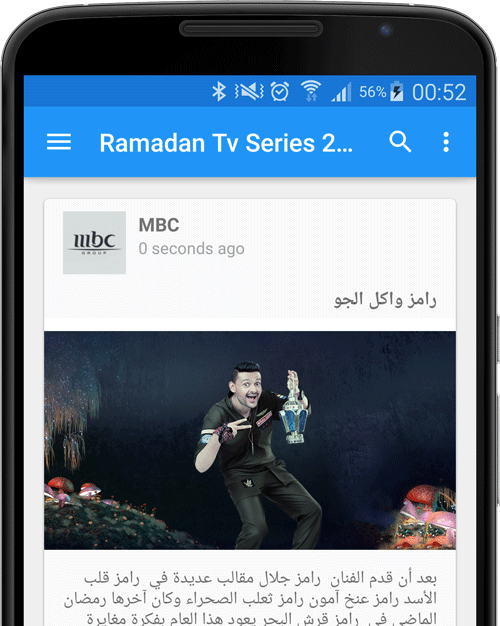 56% 00:52
Ramadan Tv Series 2...
mbc
GROUP
MBC
0 seconds ago
رامز واكل الجو
بعد أن قدم الفنان رامز جلال مقالب عديدة في رامز قلب
الأسد رامز عنخ آمون رامز ثعلب الصحراء وكان آخرها رمضان
الماضي في رامز قرش البحر يعود هذا العام بفكرة مغايرة